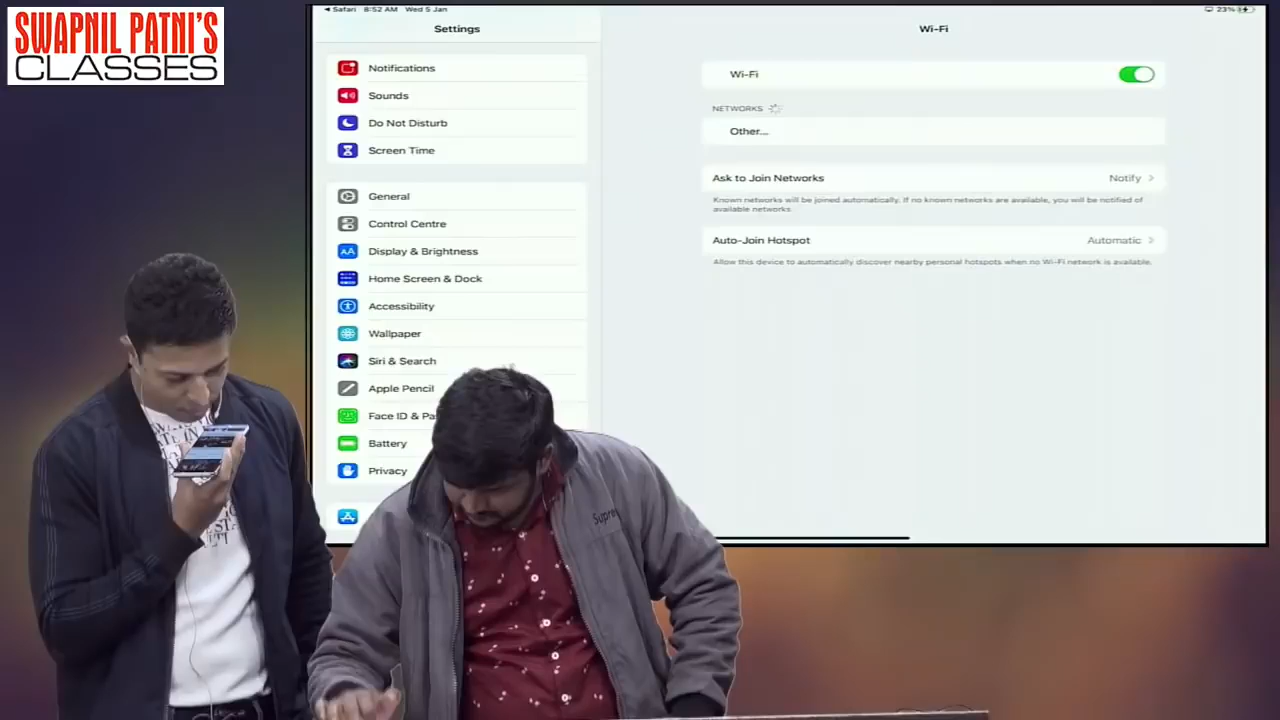 SWAPNIL PATNI'S
CLASSES
Safari 8:52 AM Wed 5 Jan
23%
Settings
Notifications
Sounds
Do Not Disturb
Screen Time
General
Control Centre
Display & Brightness
Home Screen & Dock
Accessibility
Wallpaper
Siri & Search
Apple Pencil
Face ID & Pa
Battery
Privacy
Wi-Fi
Wi-Fi
NETWORKS
Other...
Ask to Join Networks Notify
Known networks will be joined automatically. If no known networks are available, you will be notified of
available networks.
Auto-Join Hotspot Automatic
Allow this device to automatically discover nearby personal hotspots when no Wi-Fi network is available.
Supre